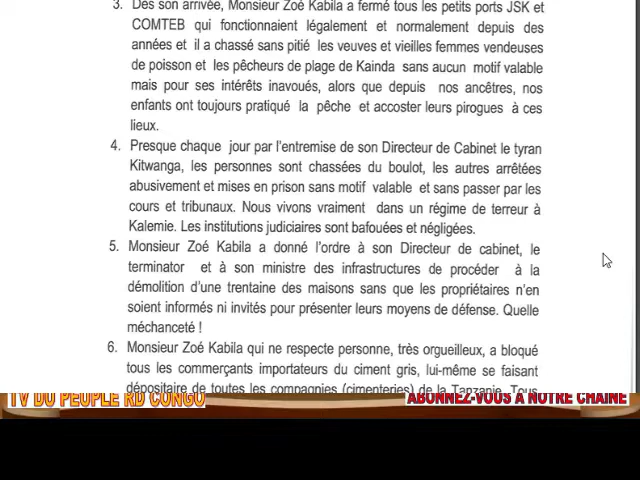 3. Dès son arrivée, Monsieur Zoé Kabila a fermé tous les petits ports JSK et
COMTEB qui fonctionnaient légalement et normalement depuis des
années et il a chassé sans pitié les veuves et vieilles femmes vendeuses
de poisson et les pêcheurs de plage de Kainda sans aucun motif valable
mais pour ses intérêts inavoués, alors que depuis nos ancêtres, nos
enfants ont toujours pratiqué la pêche et accoster leurs pirogues à ces
lieux.
4. Presque chaque jour par l'entremise de son Directeur de Cabinet le tyran
Kitwanga, les personnes sont chassées du boulot, les autres arrêtées
abusivement et mises en prison sans motif valable et sans passer par les
cours et tribunaux. Nous vivons vraiment dans un régime de terreur à
Kalemie. Les institutions judiciaires sont bafouées et négligées.
5. Monsieur Zoé Kabila a donné l'ordre à son Directeur de cabinet, le
terminator et à son ministre des infrastructures de procéder à la
démolition d'une trentaine des maisons sans que les propriétaires n'en
soient informés ni invités pour présenter leurs moyens de défense. Quelle
méchanceté !
6. Monsieur Zoé Kabila qui ne respecte personne, très orgueilleux, a bloqué
tous les commerçants importateurs du ciment gris, lui-même se faisant
dépositaire de toutes les compagnies (cimenteries) de la Tanzanie. Tous
TV DU PEUPLE RD CONGO
ABONNEZ-VOUS A NOTRE CHAINE